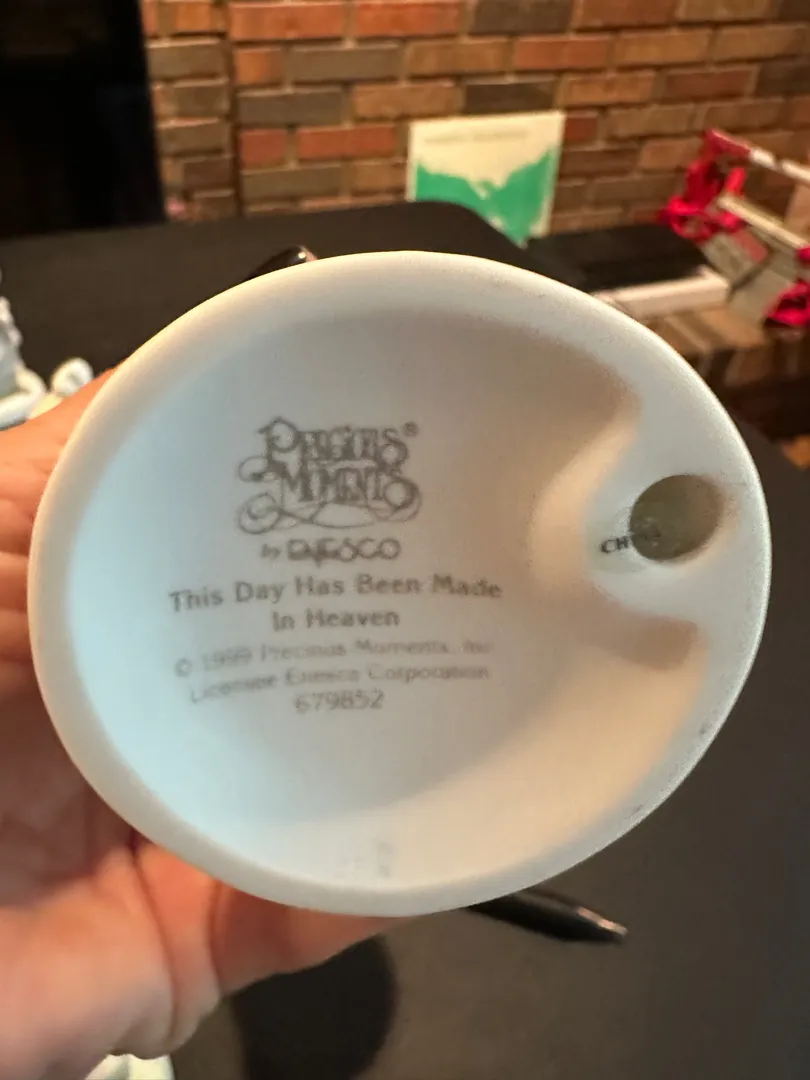 PRECIOUS MOMENTS®
by ENESCO
This Day Has Been Made
In Heaven
© 1999 Precious Moments, Inc
Licensee Enesco Corporation
679852